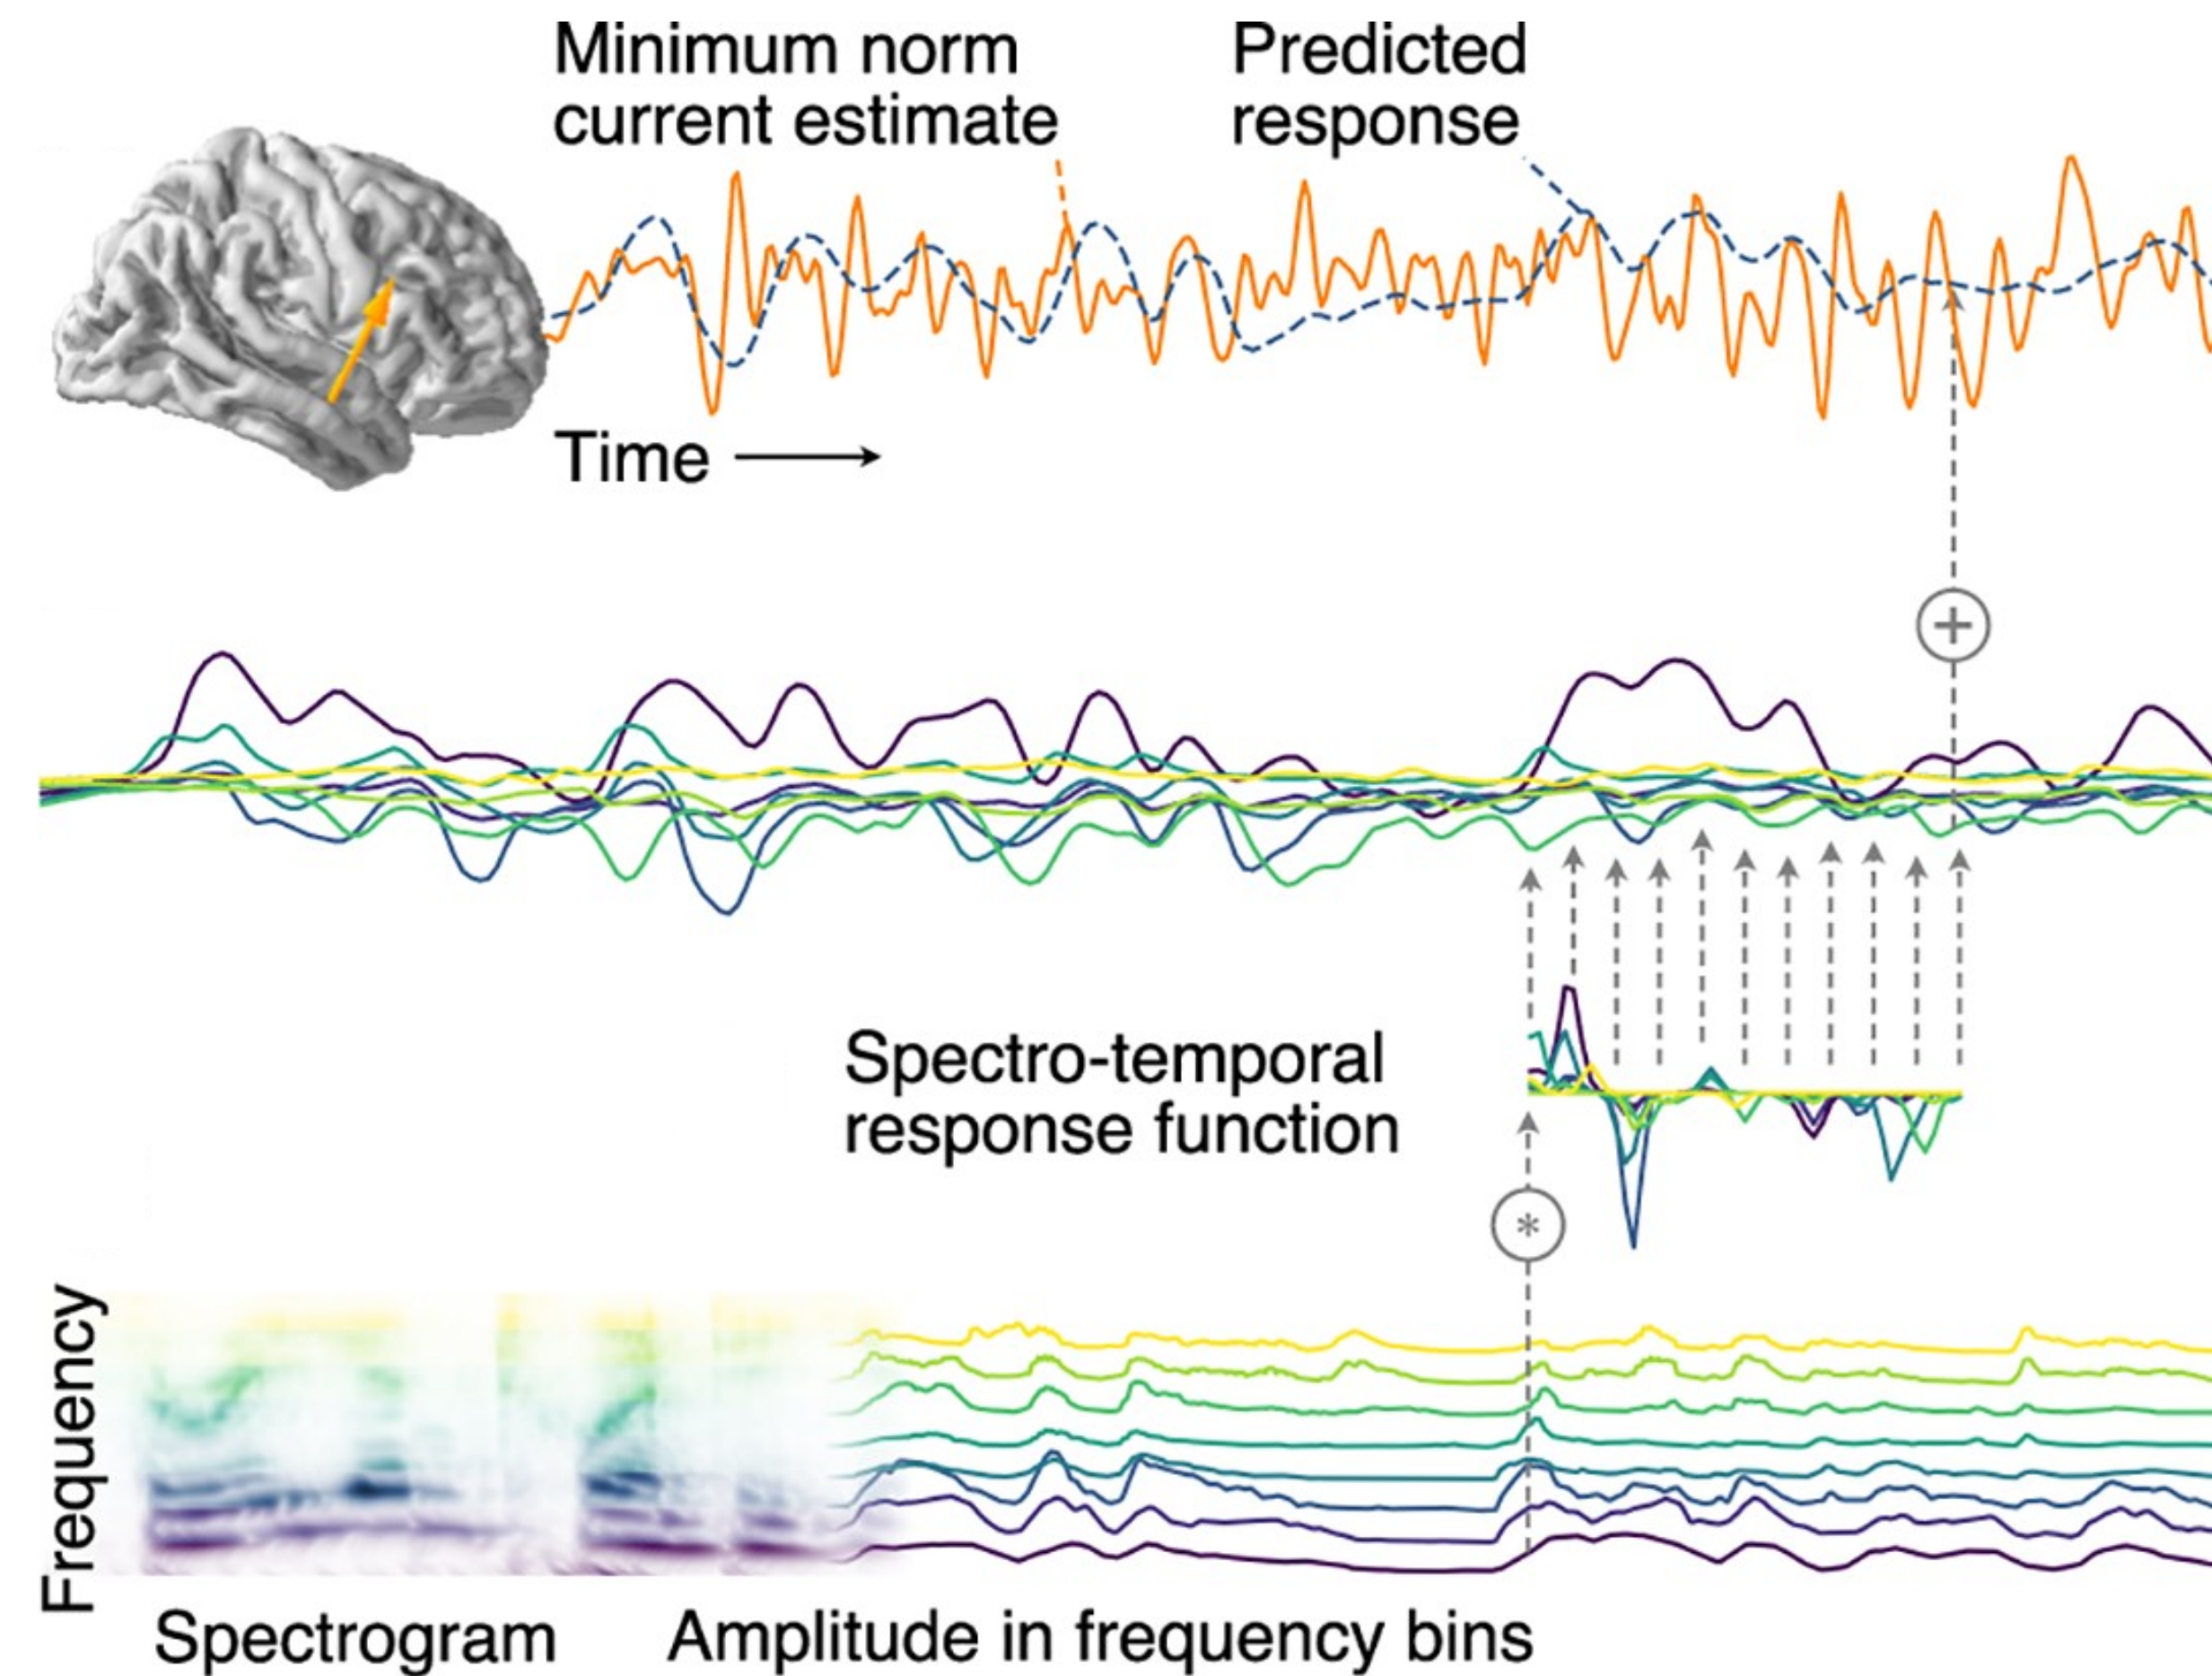 Minimum norm
current estimate
Predicted
response
Time
+
Spectro-temporal
response function
*
Frequency
Spectrogram
Amplitude in frequency bins